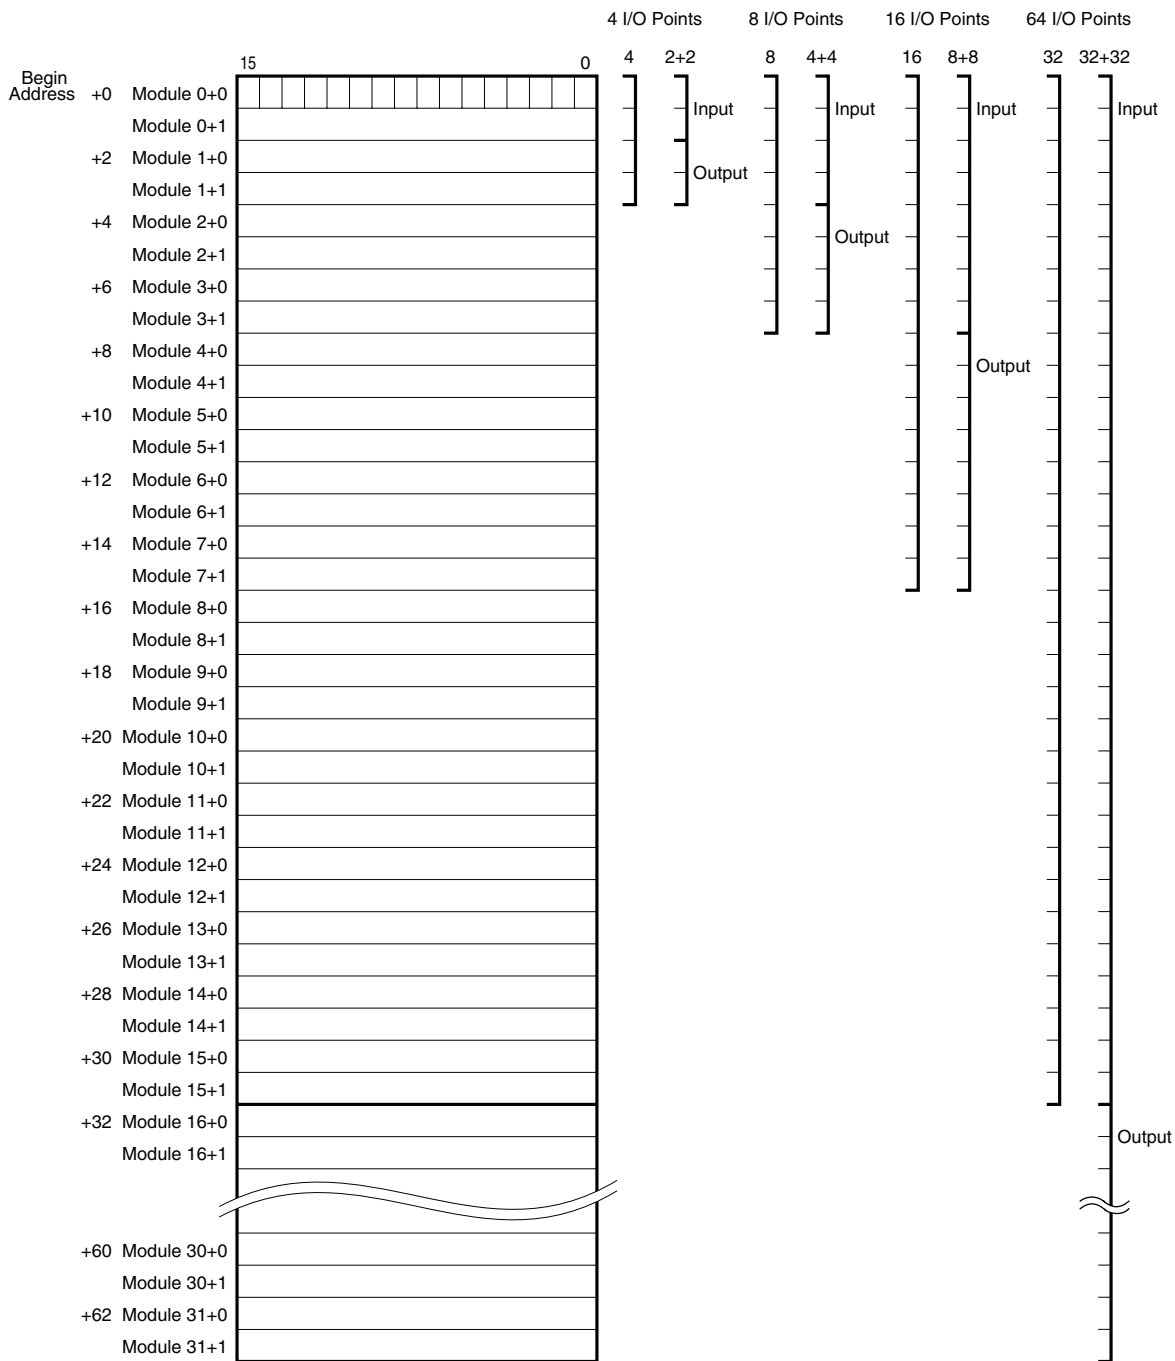 4 I/O Points 8 I/O Points 16 I/O Points 64 I/O Points
15 0 4 2+2 8 4+4 16 8+8 32 32+32
Begin
Address +0 Module 0+0
Input Input Input Input
Module 0+1
+2 Module 1+0
Output
Module 1+1
+4 Module 2+0
Output
Module 2+1
+6 Module 3+0
Module 3+1
+8 Module 4+0
Output
Module 4+1
+10 Module 5+0
Module 5+1
+12 Module 6+0
Module 6+1
+14 Module 7+0
Module 7+1
+16 Module 8+0
Module 8+1
+18 Module 9+0
Module 9+1
+20 Module 10+0
Module 10+1
+22 Module 11+0
Module 11+1
+24 Module 12+0
Module 12+1
+26 Module 13+0
Module 13+1
+28 Module 14+0
Module 14+1
+30 Module 15+0
Module 15+1
+32 Module 16+0
Output
Module 16+1
+60 Module 30+0
Module 30+1
+62 Module 31+0
Module 31+1